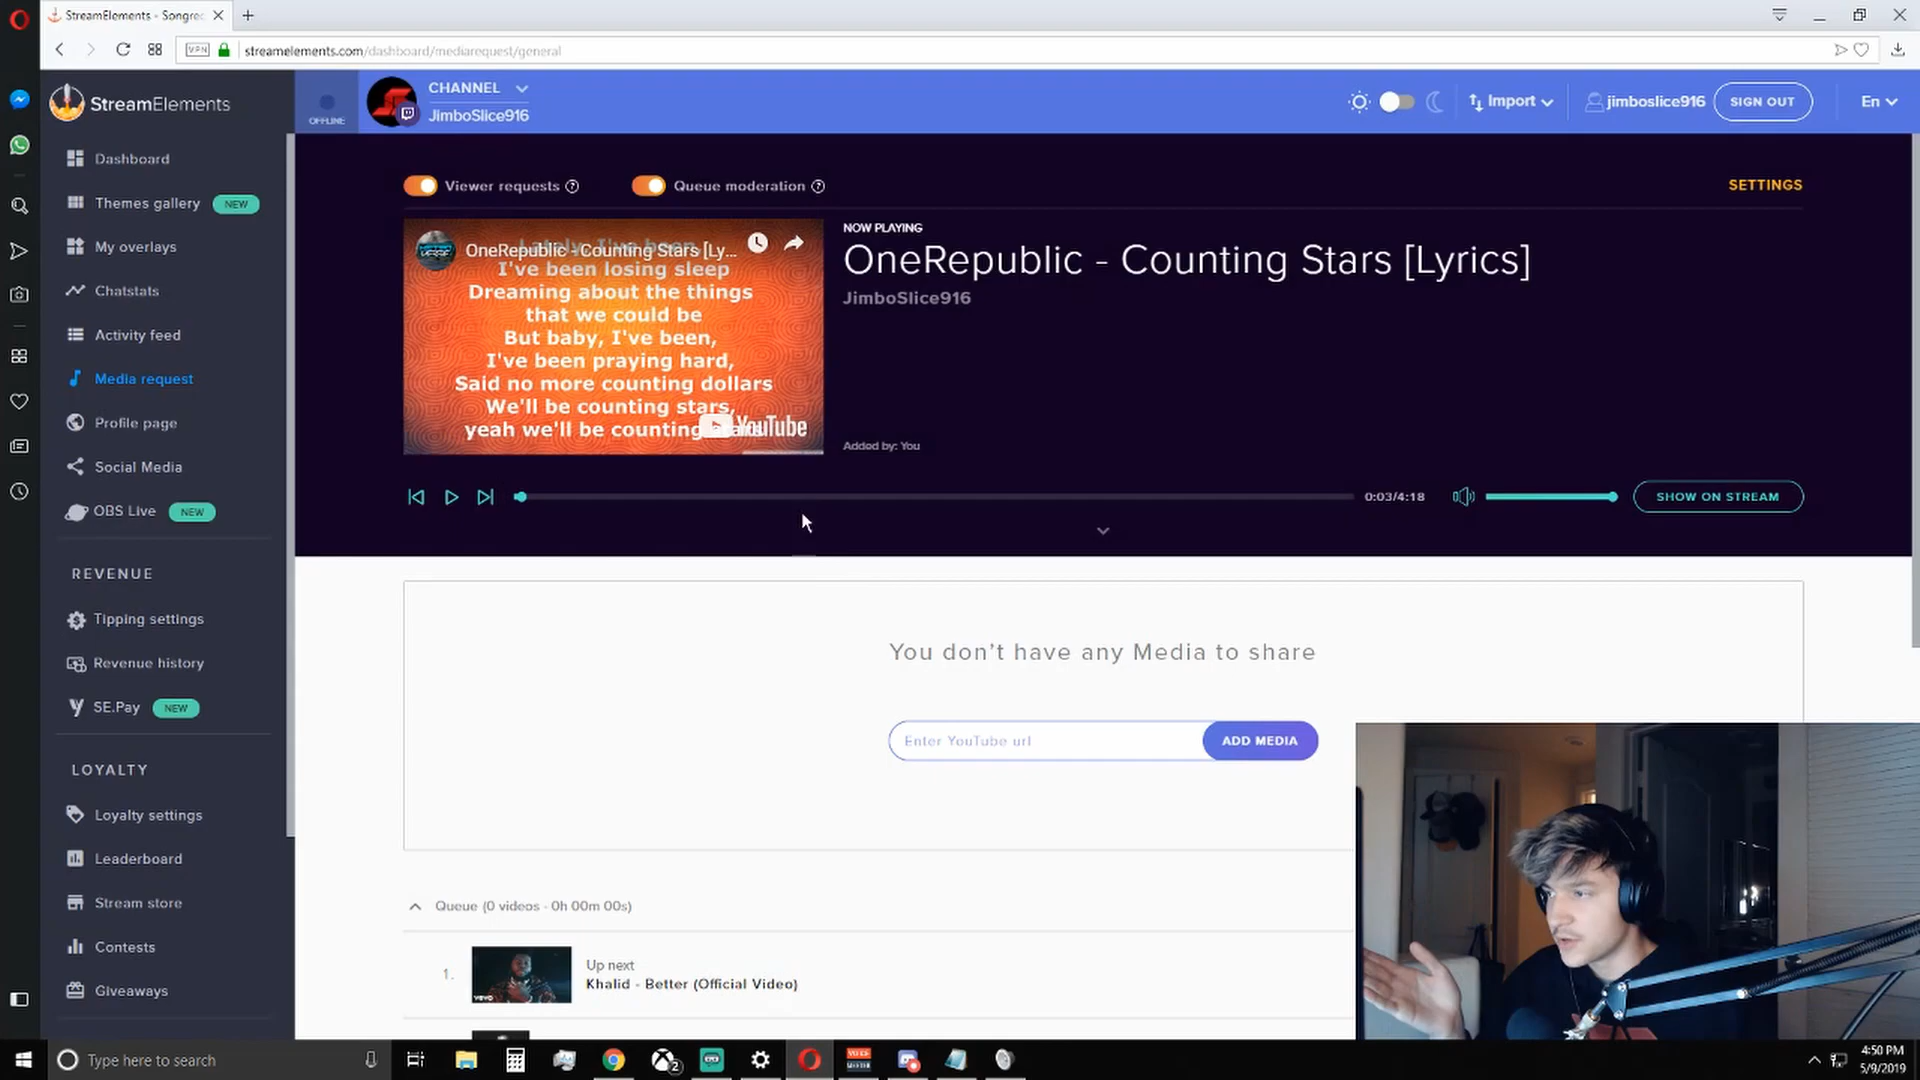 StreamElements - Songrec
streamelements.com/dashboard/mediarequest/general
VPN
StreamElements
OFFLINE
CHANNEL
JimboSlice916
Import
jimboslice916
SIGN OUT
En
Dashboard
Themes gallery NEW
My overlays
Chatstats
Activity feed
Media request
Profile page
Social Media
OBS Live NEW
REVENUE
Tipping settings
Revenue history
SE.Pay NEW
LOYALTY
Loyalty settings
Leaderboard
Stream store
Contests
Giveaways
Viewer requests
Queue moderation
SETTINGS
OneRepublic - Counting Stars [Ly...
Lately, I've been,
I've been losing sleep
Dreaming about the things
that we could be
But baby, I've been,
I've been praying hard,
Said no more counting dollars
We'll be counting stars,
yeah we'll be counting
YouTube
NOW PLAYING
OneRepublic - Counting Stars [Lyrics]
JimboSlice916
Added by: You
0:03/4:18
SHOW ON STREAM
You don't have any Media to share
Enter YouTube url
ADD MEDIA
Queue (0 videos - 0h 00m 00s)
1.
vevo
Up next
Khalid - Better (Official Video)
Type here to search
2
4:50 PM
5/9/2019